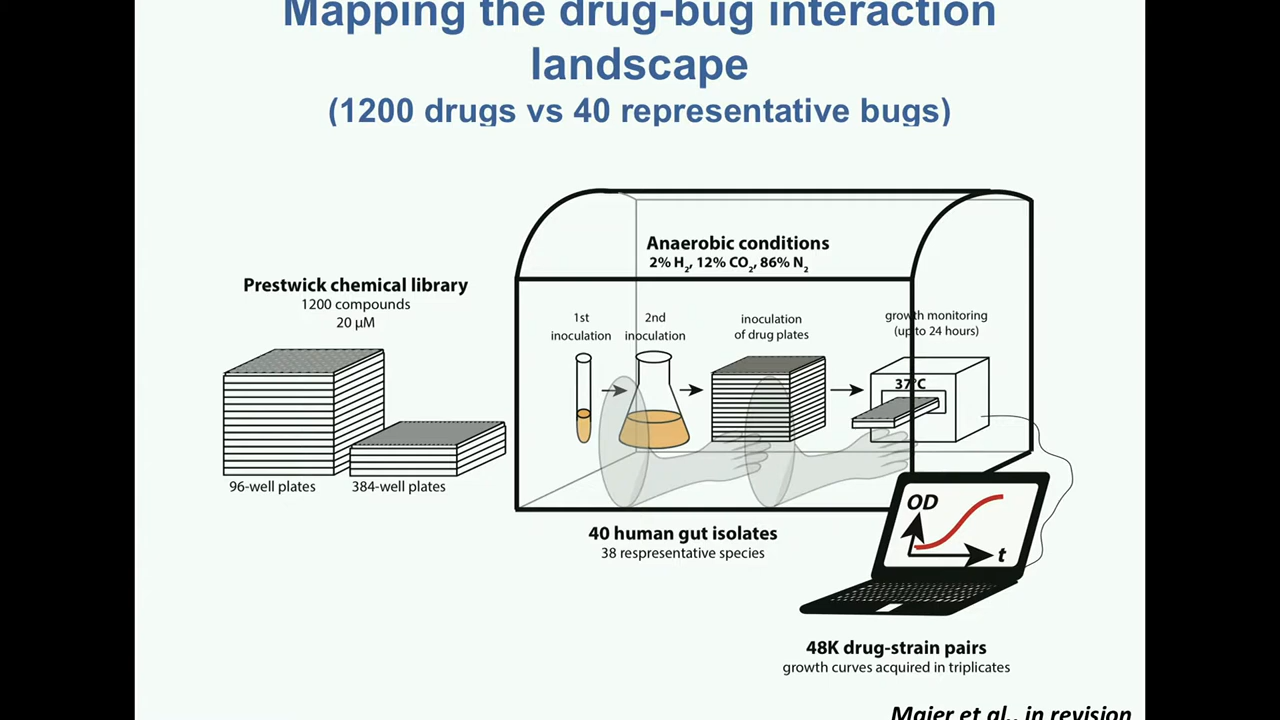 Mapping the drug-bug interaction
landscape
(1200 drugs vs 40 representative bugs)
Anaerobic conditions
2% H2, 12% CO2, 86% N2
Prestwick chemical library
1200 compounds
20 µM
1st
inoculation
2nd
inoculation
inoculation
of drug plates
growth monitoring
(up to 24 hours)
37°C
96-well plates
384-well plates
40 human gut isolates
38 respresentative species
OD
t
48K drug-strain pairs
growth curves acquired in triplicates
Maier et al., in revision